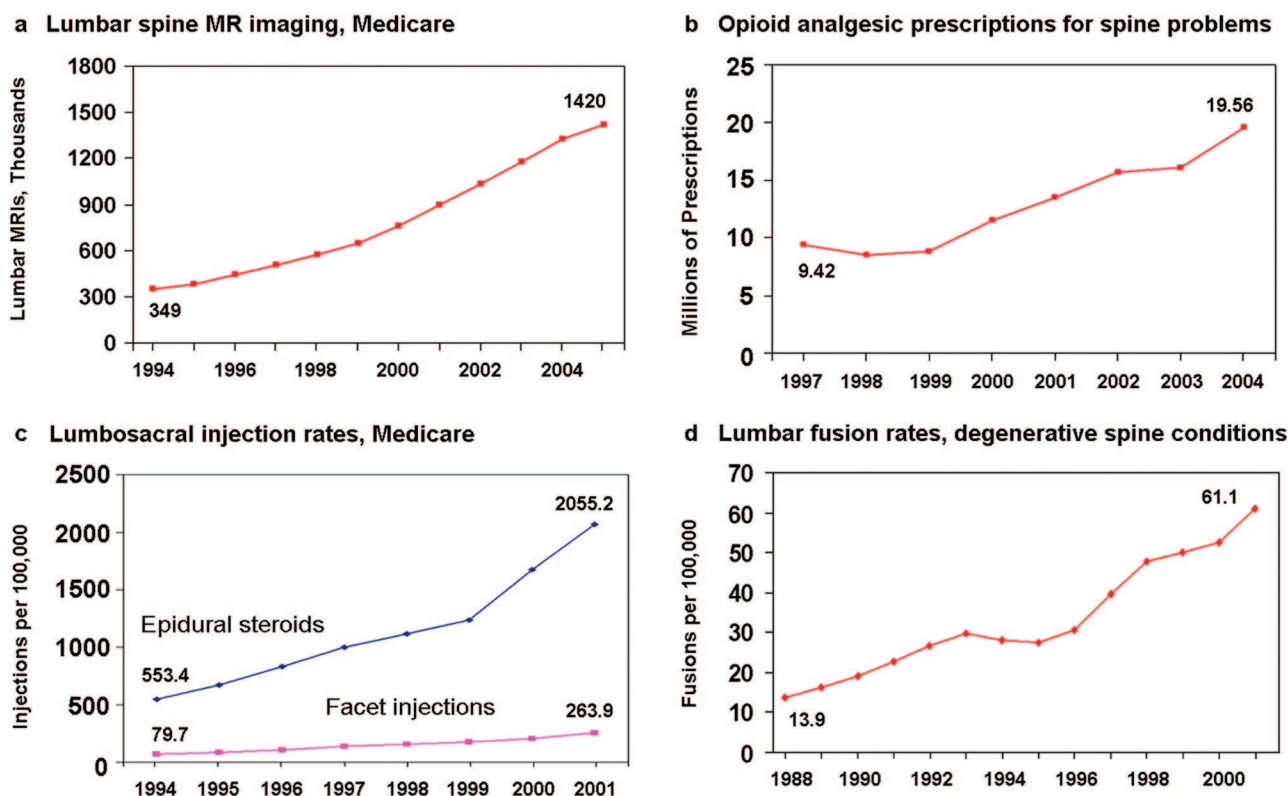 a Lumbar spine MR imaging, Medicare
Lumbar MRIs, Thousands
1800
1500
1200
900
600
300
0
1420
349
1994 1996 1998 2000 2002 2004
b Opioid analgesic prescriptions for spine problems
Millions of Prescriptions
25
20
15
10
5
0
19.56
9.42
1997 1998 1999 2000 2001 2002 2003 2004
c Lumbosacral injection rates, Medicare
Injections per 100,000
2500
2000
1500
1000
500
0
2055.2
Epidural steroids
553.4
Facet injections
263.9
79.7
1994 1995 1996 1997 1998 1999 2000 2001
d Lumbar fusion rates, degenerative spine conditions
Fusions per 100,000
70
60
50
40
30
20
10
0
61.1
13.9
1988 1990 1992 1994 1996 1998 2000